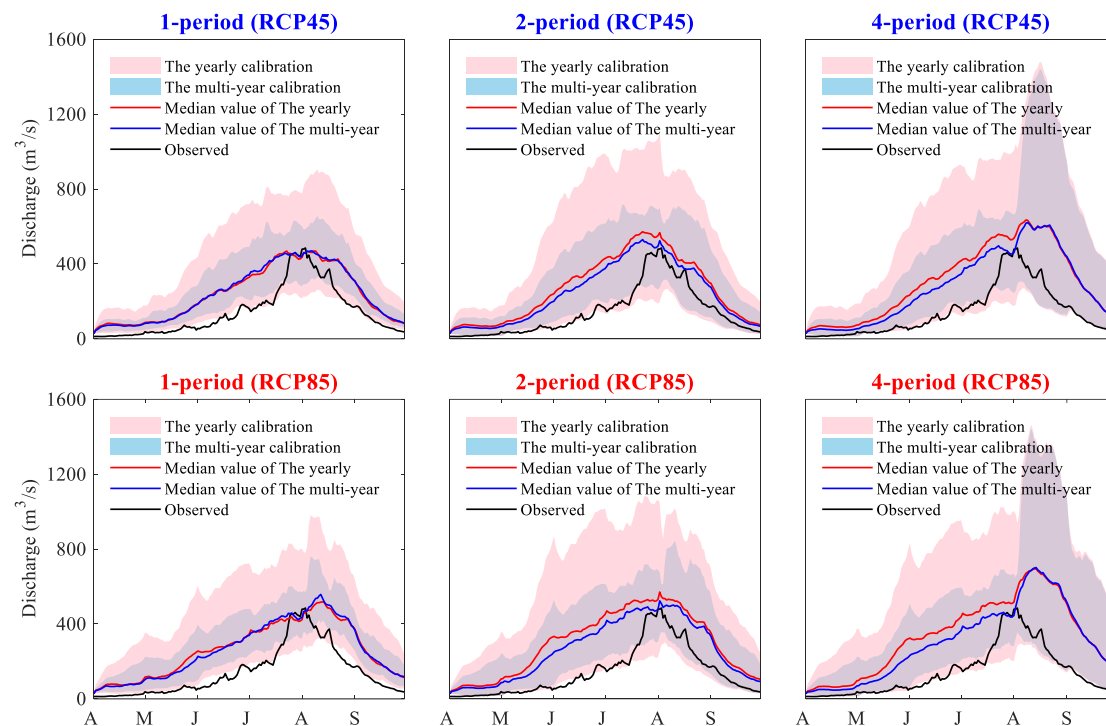 1-period (RCP45)
2-period (RCP45)
4-period (RCP45)
1600
1200
800
400
0
Discharge (m³/s)
The yearly calibration
The multi-year calibration
Median value of The yearly
Median value of The multi-year
Observed
The yearly calibration
The multi-year calibration
Median value of The yearly
Median value of The multi-year
Observed
The yearly calibration
The multi-year calibration
Median value of The yearly
Median value of The multi-year
Observed
1-period (RCP85)
2-period (RCP85)
4-period (RCP85)
1600
1200
800
400
0
Discharge (m³/s)
The yearly calibration
The multi-year calibration
Median value of The yearly
Median value of The multi-year
Observed
The yearly calibration
The multi-year calibration
Median value of The yearly
Median value of The multi-year
Observed
The yearly calibration
The multi-year calibration
Median value of The yearly
Median value of The multi-year
Observed
A M J J A S
A M J J A S
A M J J A S